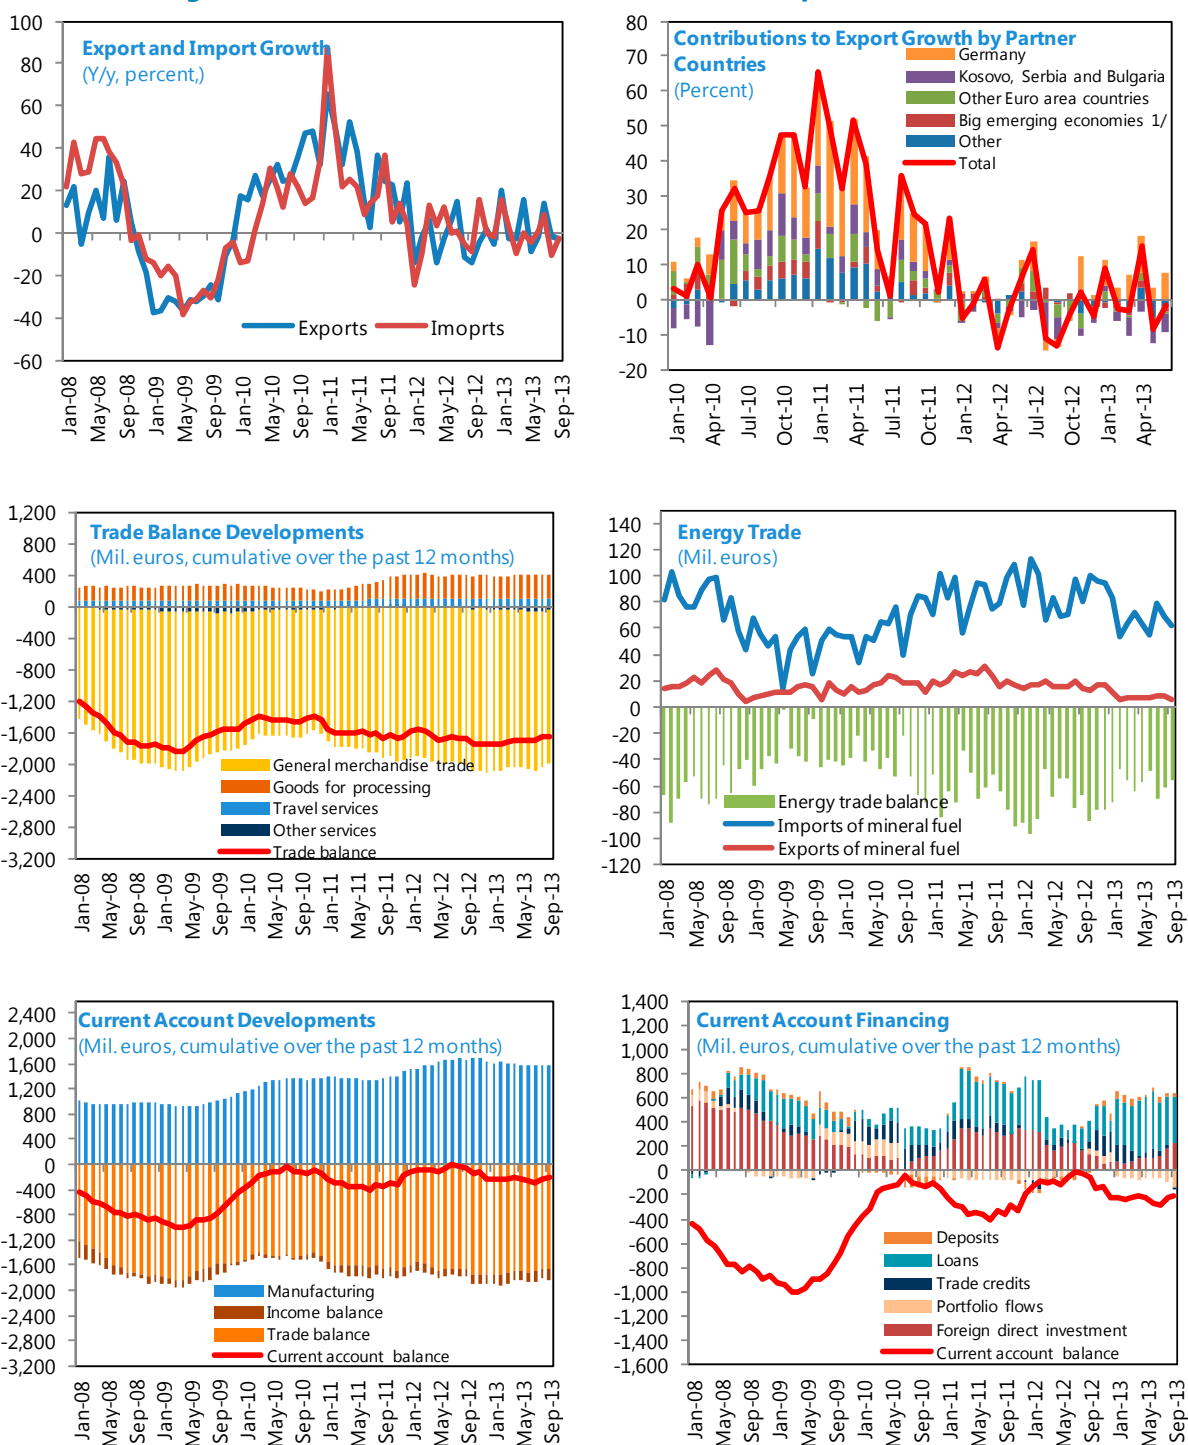 Export and Import Growth
(Y/y, percent,)
100
80
60
40
20
0
-20
-40
-60
Exports
Imoprts
Jan-08
May-08
Sep-08
Jan-09
May-09
Sep-09
Jan-10
May-10
Sep-10
Jan-11
May-11
Sep-11
Jan-12
May-12
Sep-12
Jan-13
May-13
Sep-13
Contributions to Export Growth by Partner
Countries
(Percent)
80
70
60
50
40
30
20
10
0
-10
-20
Germany
Kosovo, Serbia and Bulgaria
Other Euro area countries
Big emerging economies 1/
Other
Total
Jan-10
Apr-10
Jul-10
Oct-10
Jan-11
Apr-11
Jul-11
Oct-11
Jan-12
Apr-12
Jul-12
Oct-12
Jan-13
Apr-13
Trade Balance Developments
(Mil. euros, cumulative over the past 12 months)
1,200
800
400
0
-400
-800
-1,200
-1,600
-2,000
-2,400
-2,800
-3,200
General merchandise trade
Goods for processing
Travel services
Other services
Trade balance
Jan-08
May-08
Sep-08
Jan-09
May-09
Sep-09
Jan-10
May-10
Sep-10
Jan-11
May-11
Sep-11
Jan-12
May-12
Sep-12
Jan-13
May-13
Sep-13
Energy Trade
(Mil. euros)
140
120
100
80
60
40
20
0
-20
-40
-60
-80
-100
-120
Energy trade balance
Imports of mineral fuel
Exports of mineral fuel
Jan-08
May-08
Sep-08
Jan-09
May-09
Sep-09
Jan-10
May-10
Sep-10
Jan-11
May-11
Sep-11
Jan-12
May-12
Sep-12
Jan-13
May-13
Sep-13
Current Account Developments
(Mil. euros, cumulative over the past 12 months)
2,400
2,000
1,600
1,200
800
400
0
-400
-800
-1,200
-1,600
-2,000
-2,400
-2,800
-3,200
Manufacturing
Income balance
Trade balance
Current account balance
Jan-08
May-08
Sep-08
Jan-09
May-09
Sep-09
Jan-10
May-10
Sep-10
Jan-11
May-11
Sep-11
Jan-12
May-12
Sep-12
Jan-13
May-13
Sep-13
Current Account Financing
(Mil. euros, cumulative over the past 12 months)
1,400
1,200
1,000
800
600
400
200
0
-200
-400
-600
-800
-1,000
-1,200
-1,400
-1,600
Deposits
Loans
Trade credits
Portfolio flows
Foreign direct investment
Current account balance
Jan-08
May-08
Sep-08
Jan-09
May-09
Sep-09
Jan-10
May-10
Sep-10
Jan-11
May-11
Sep-11
Jan-12
May-12
Sep-12
Jan-13
May-13
Sep-13